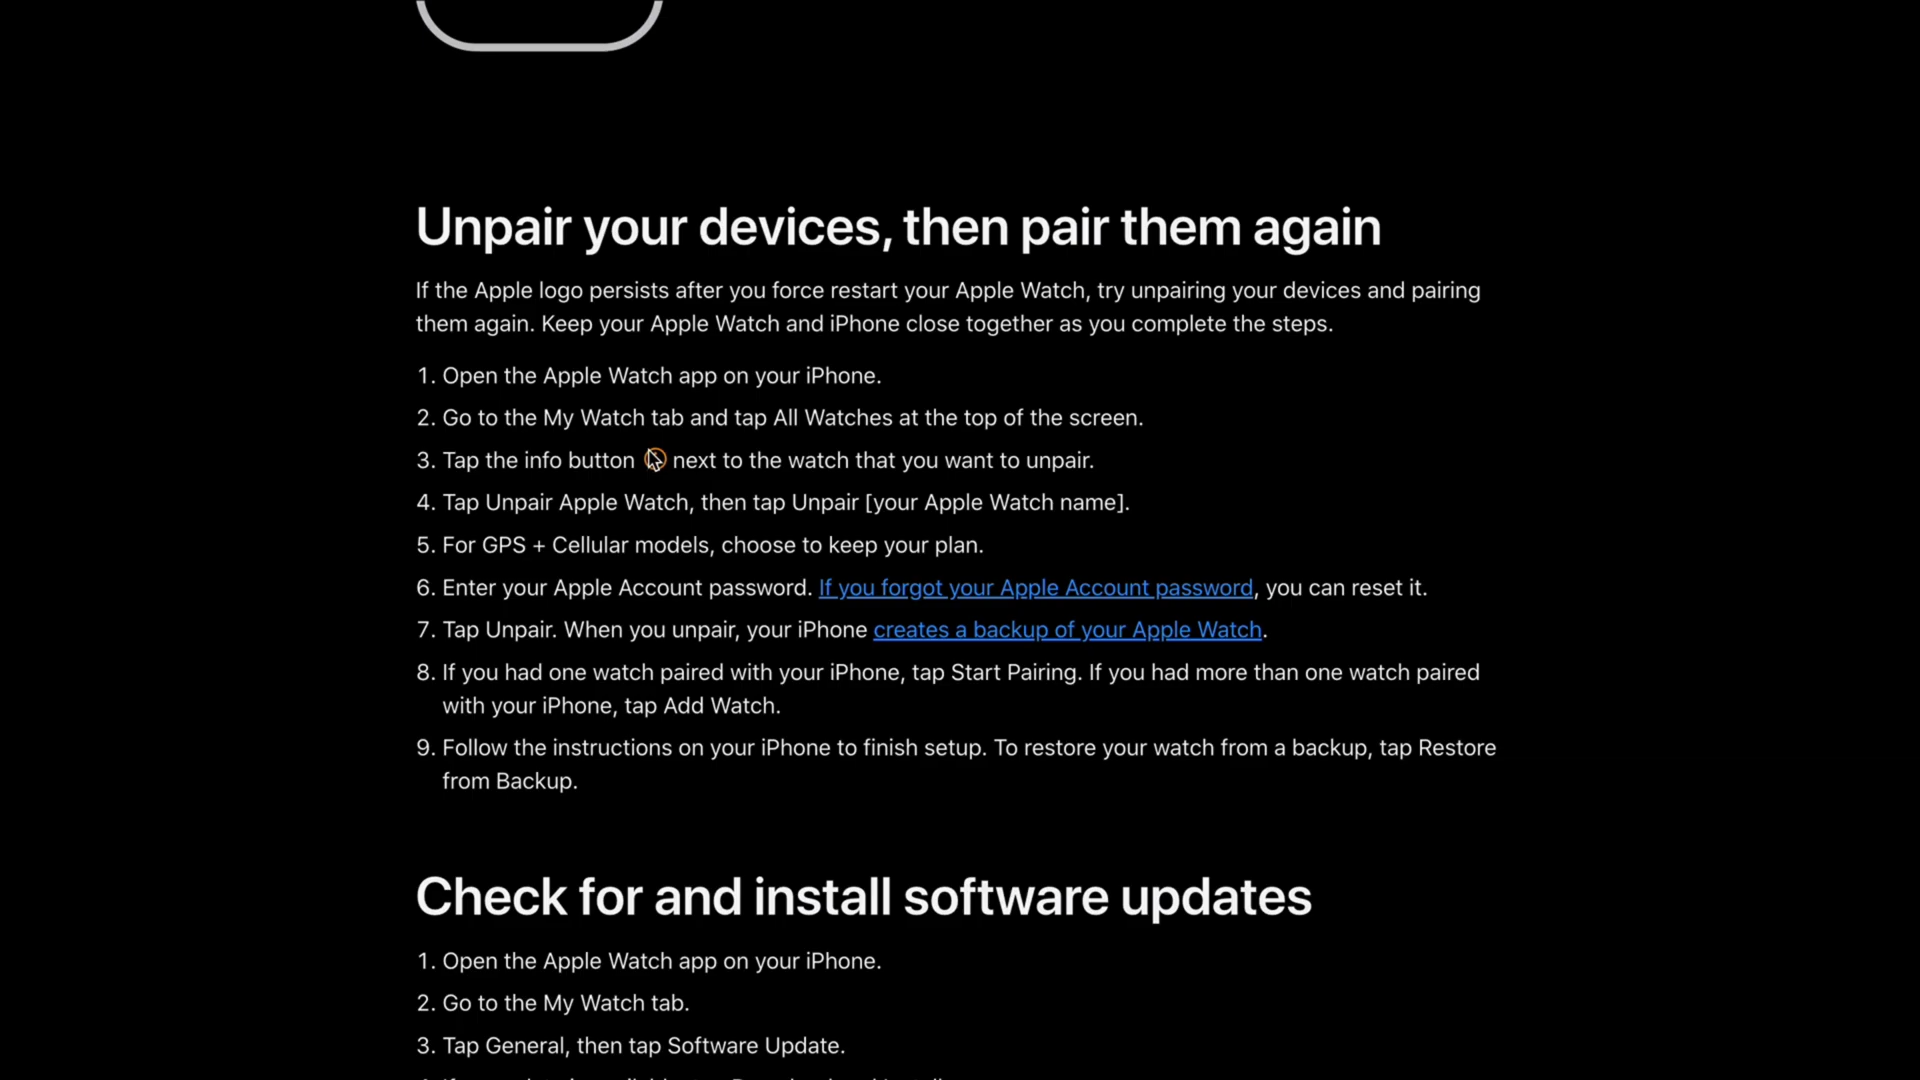 Unpair your devices, then pair them again
If the Apple logo persists after you force restart your Apple Watch, try unpairing your devices and pairing
them again. Keep your Apple Watch and iPhone close together as you complete the steps.
1. Open the Apple Watch app on your iPhone.
2. Go to the My Watch tab and tap All Watches at the top of the screen.
3. Tap the info button next to the watch that you want to unpair.
4. Tap Unpair Apple Watch, then tap Unpair [your Apple Watch name].
5. For GPS + Cellular models, choose to keep your plan.
6. Enter your Apple Account password. If you forgot your Apple Account password, you can reset it.
7. Tap Unpair. When you unpair, your iPhone creates a backup of your Apple Watch.
8. If you had one watch paired with your iPhone, tap Start Pairing. If you had more than one watch paired
with your iPhone, tap Add Watch.
9. Follow the instructions on your iPhone to finish setup. To restore your watch from a backup, tap Restore
from Backup.
Check for and install software updates
1. Open the Apple Watch app on your iPhone.
2. Go to the My Watch tab.
3. Tap General, then tap Software Update.